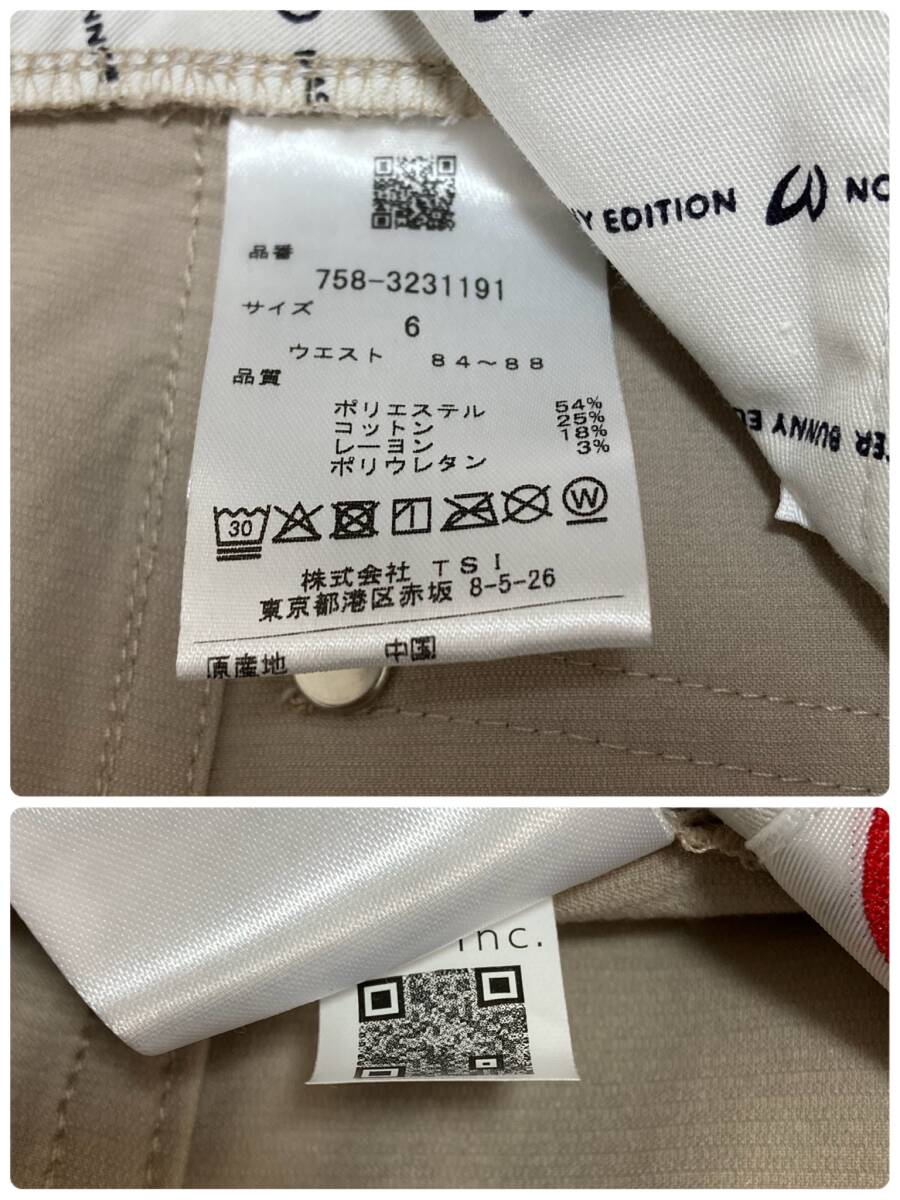 EDITION
品番
758-3231191
サイズ
6
ウエスト 84～88
品質
ポリエステル 54%
コットン 25%
レーヨン 18%
ポリウレタン 3%
30
W
株式会社 TSI
東京都港区赤坂 8-5-26
原産地 中国
BUNNY
inc.